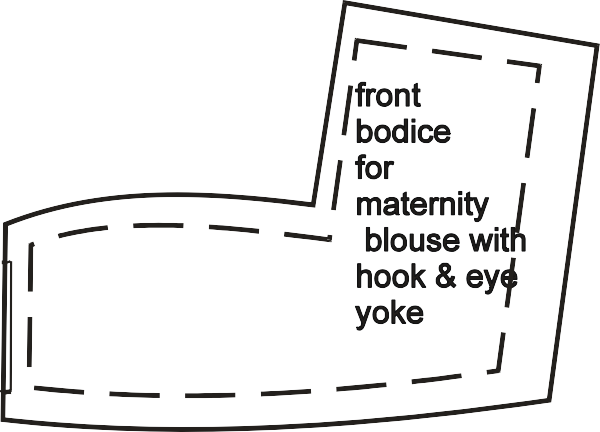 front
bodice
for
maternity
blouse with
hook & eye
yoke